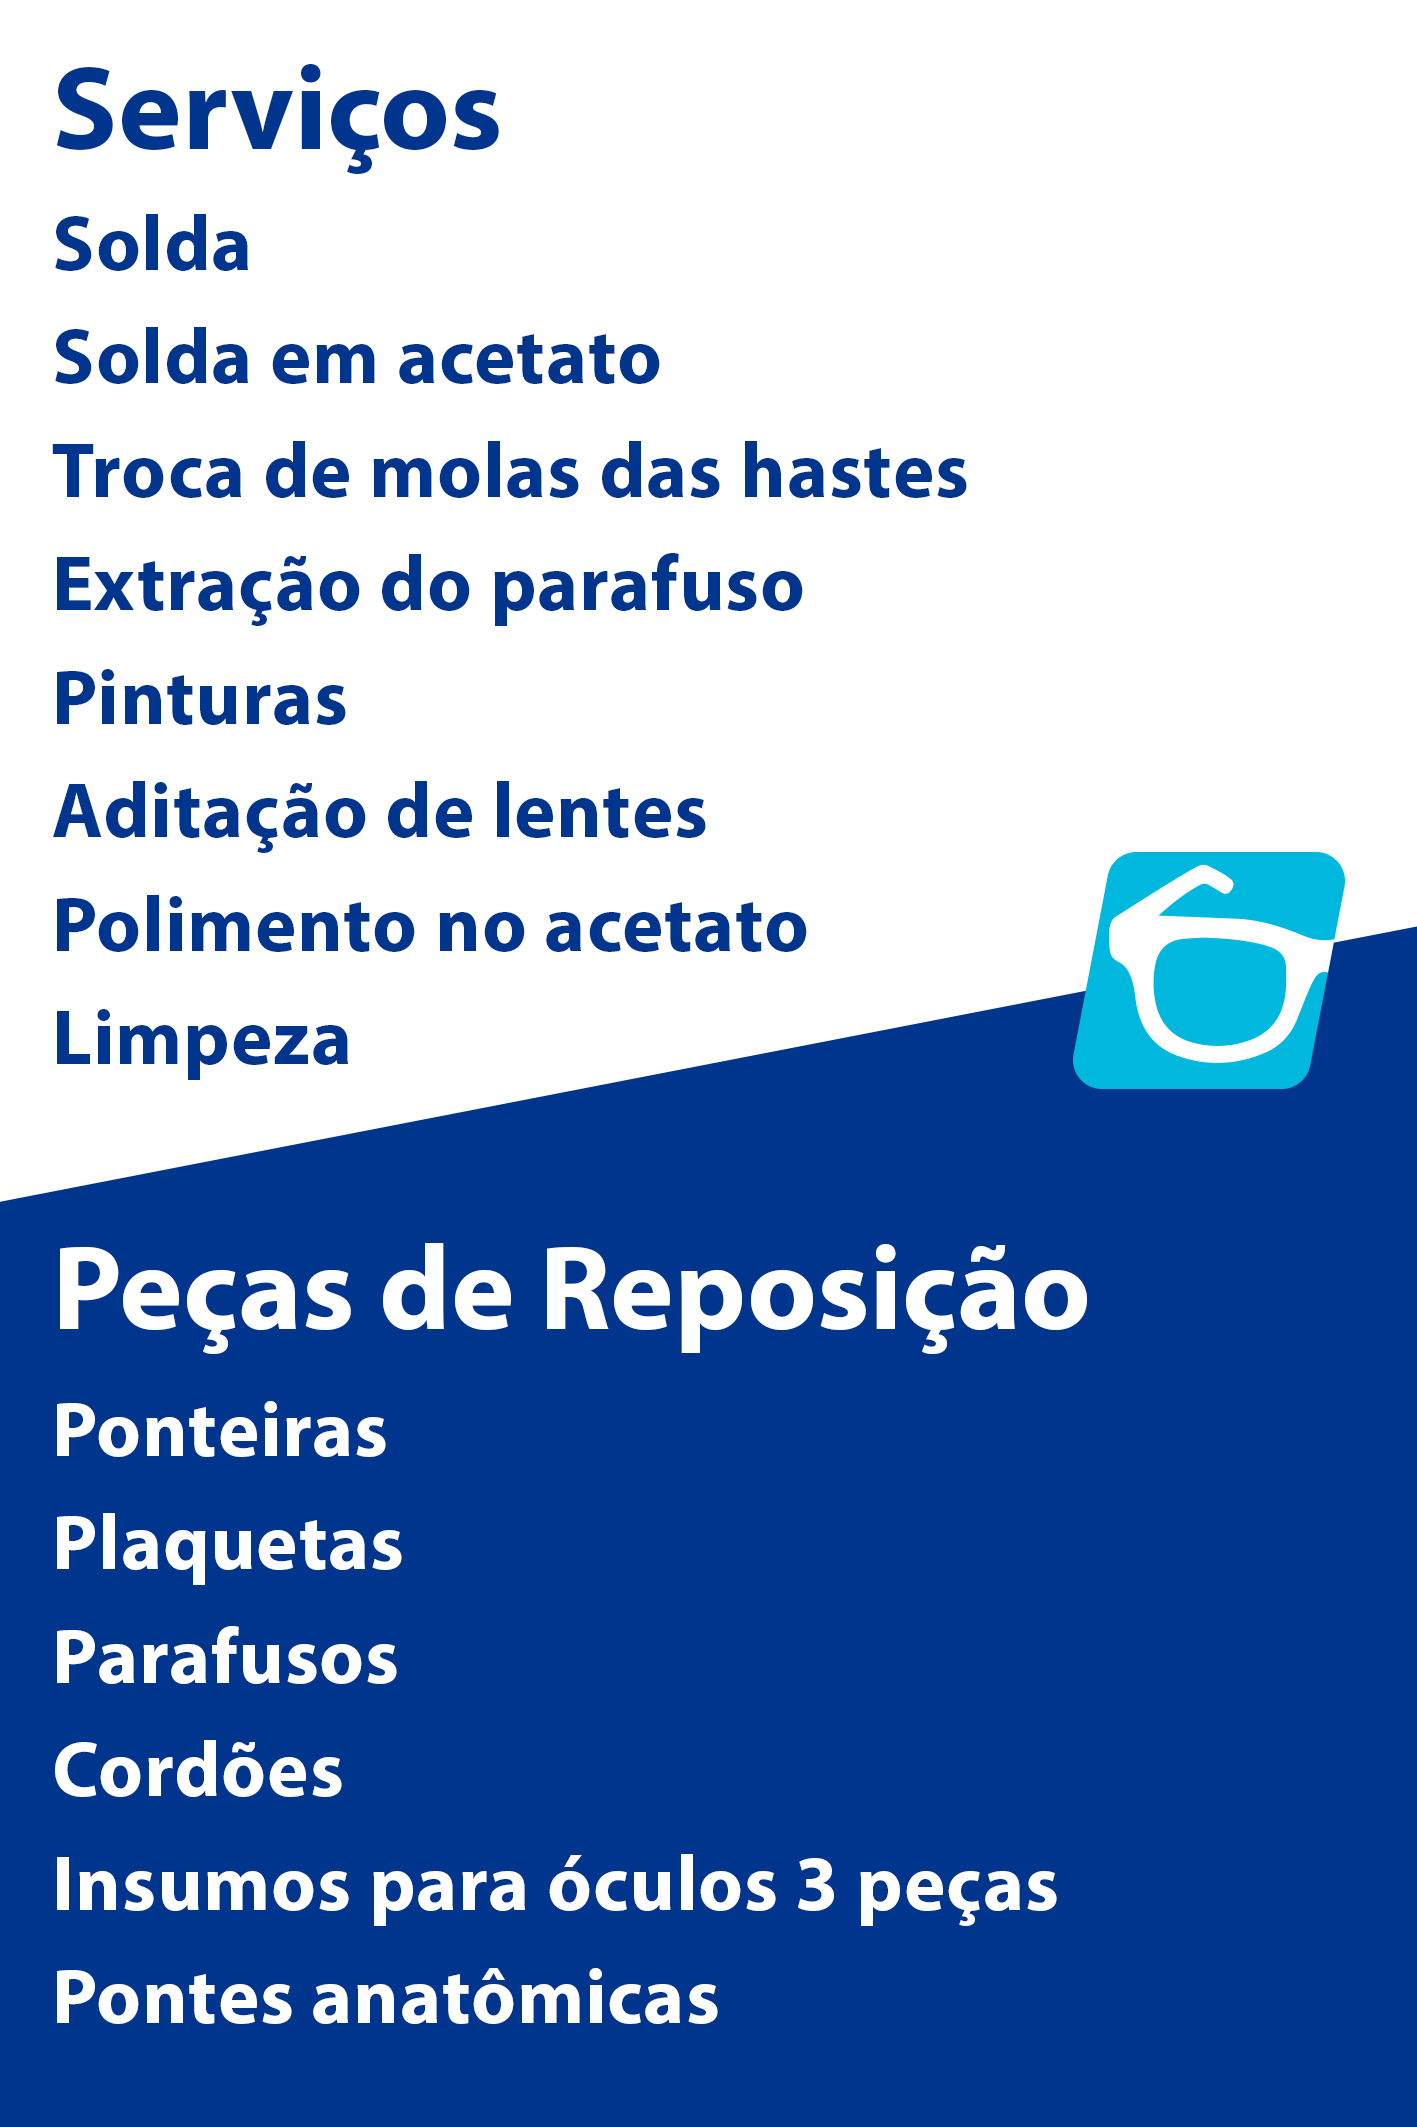 Serviços
Solda
Solda em acetato
Troca de molas das hastes
Extração do parafuso
Pinturas
Aditação de lentes
Polimento no acetato
Limpeza
Peças de Reposição
Ponteiras
Plaquetas
Parafusos
Cordões
Insumos para óculos 3 peças
Pontes anatômicas